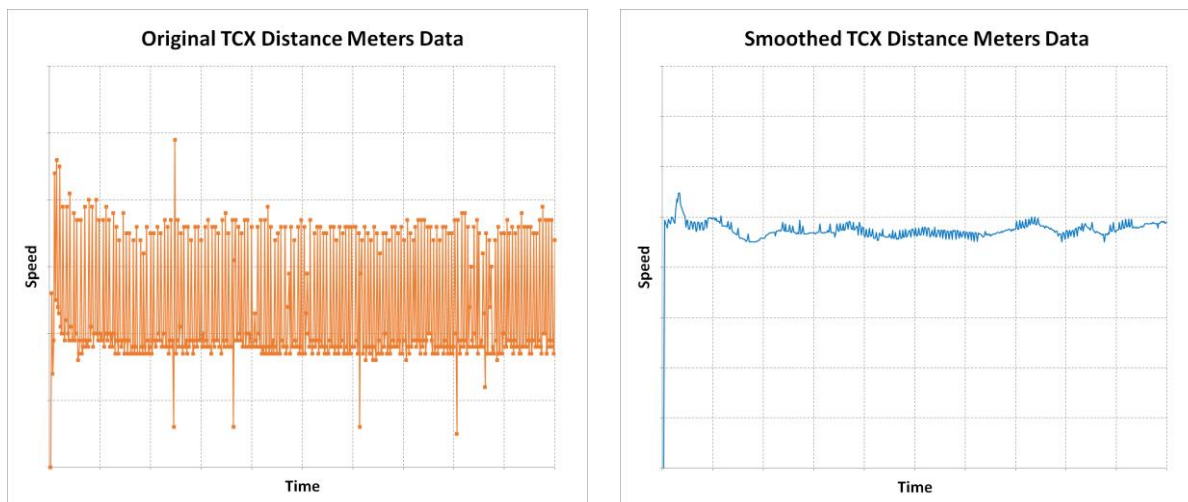 Original TCX Distance Meters Data
Speed
Time
Smoothed TCX Distance Meters Data
Speed
Time